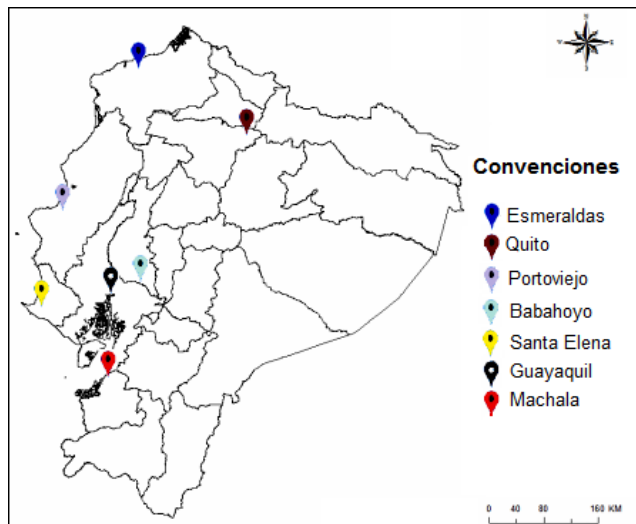 N
W
E
S
Convenciones
Esmeraldas
Quito
Portoviejo
Babahoyo
Santa Elena
Guayaquil
Machala
0 40 80 160 KM